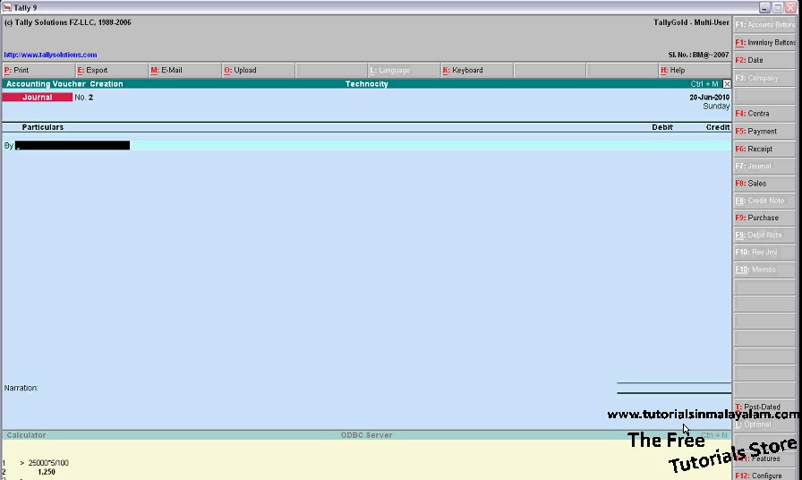 Tally 9
(c) Tally Solutions FZ-LLC, 1988-2006
TallyGold - Multi-User
F1: Accounts Buttons
http://www.tallysolutions.com
Sl. No.: BM@~2007
F1: Inventory Buttons
P: Print
E: Export
M: E-Mail
O: Upload
L: Language
K: Keyboard
H: Help
F2: Date
Accounting Voucher Creation
Technocity
Ctrl + M
F3: Company
Journal
No. 2
20-Jun-2010
Sunday
F4: Contra
Particulars
Debit
Credit
F5: Payment
By
F6: Receipt
F7: Journal
F8: Sales
F8: Credit Note
F9: Purchase
F9: Debit Note
F10: Rev Jrnl
F10: Memos
Narration:
T: Post-Dated
www.tutorialsinmalayalam.com
L: Optional
Calculator
ODBC Server
Ctrl + N
The Free
Tutorials Store
1 > 25000*5/100
2 1,250
Features
F12: Configure